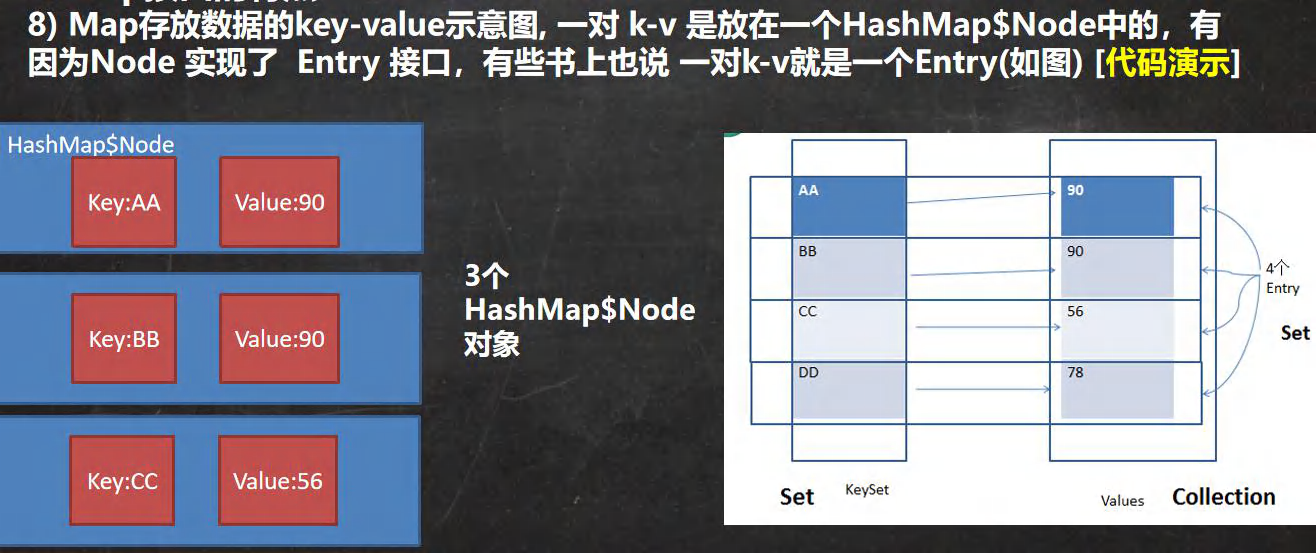 8) Map存放数据的key-value示意图, 一对 k-v 是放在一个HashMap$Node中的，有
因为Node 实现了 Entry 接口，有些书上也说 一对k-v就是一个Entry(如图) [代码演示]
HashMap$Node
Key:AA
Value:90
Key:BB
Value:90
Key:CC
Value:56
3个
HashMap$Node
对象
AA
90
BB
90
CC
56
DD
78
4个
Entry
Set
Set
KeySet
Values
Collection